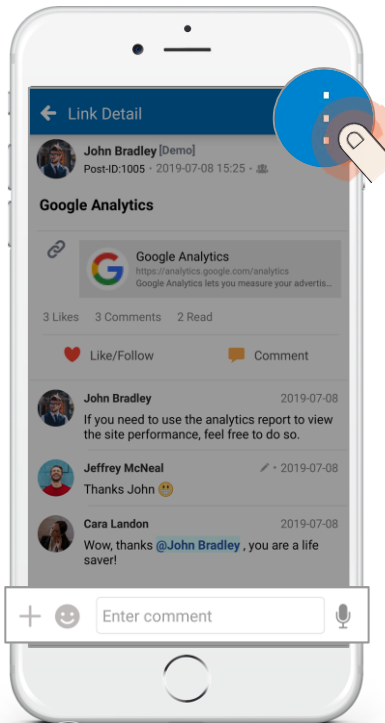 Link Detail
John Bradley [Demo]
Post-ID:1005 · 2019-07-08 15:25 ·
Google Analytics
Google Analytics
https://analytics.google.com/analytics
Google Analytics lets you measure your advertis...
3 Likes 3 Comments 2 Read
Like/Follow Comment
John Bradley 2019-07-08
If you need to use the analytics report to view
the site performance, feel free to do so.
Jeffrey McNeal · 2019-07-08
Thanks John 😬
Cara Landon 2019-07-08
Wow, thanks @John Bradley , you are a life
saver!
Enter comment